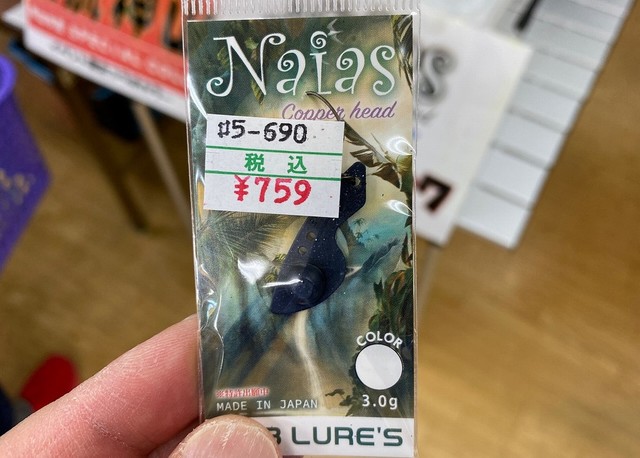 Naias
Copper head
♯5-690
税込
¥759
COLOR
3.0g
MADE IN JAPAN
LURE'S